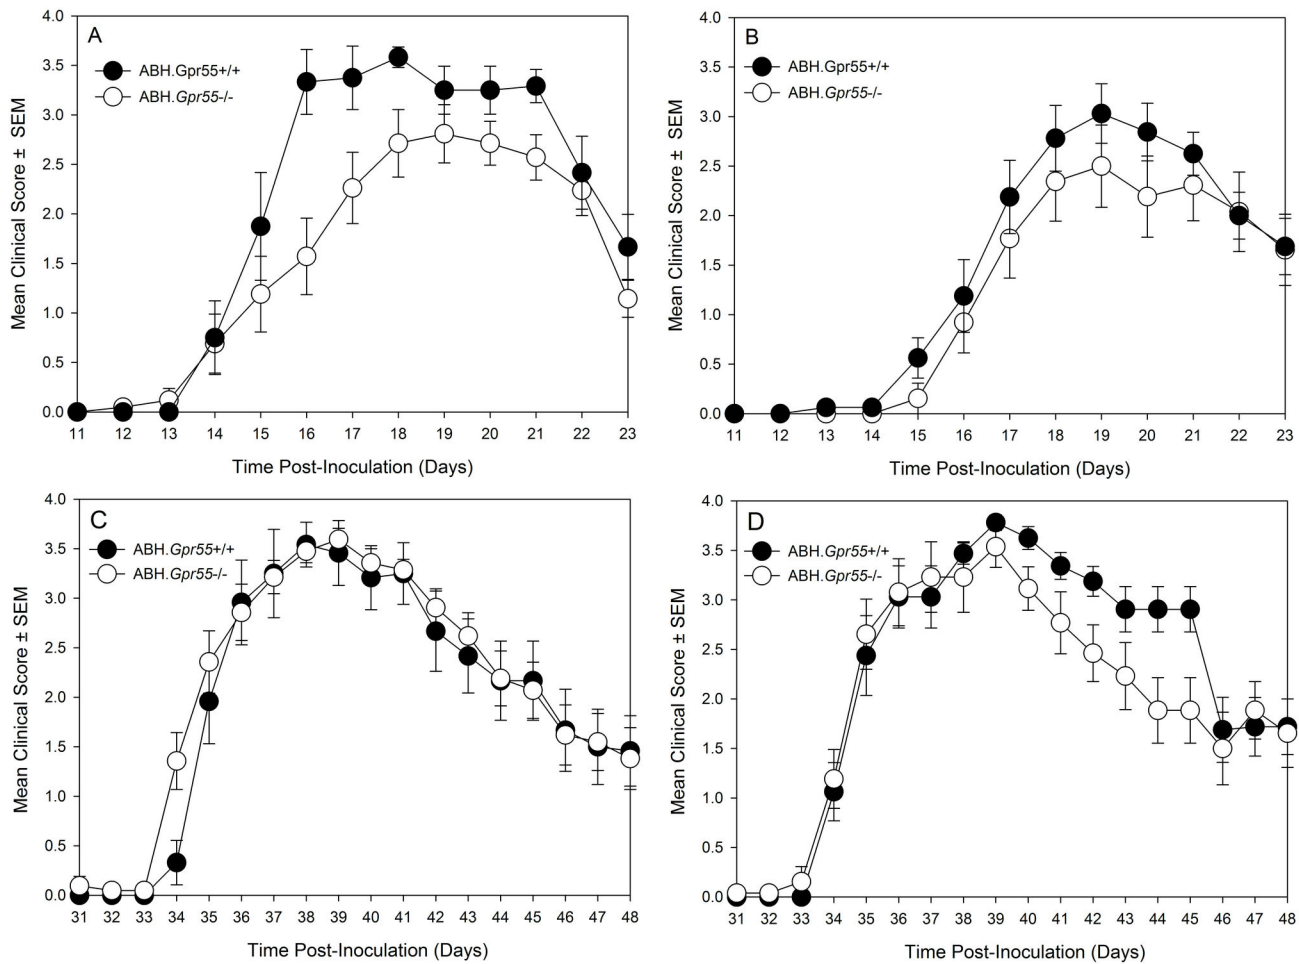 A
ABH.Gpr55+/+
ABH.Gpr55-/-
Mean Clinical Score ± SEM
4.0
3.5
3.0
2.5
2.0
1.5
1.0
0.5
0.0
11 12 13 14 15 16 17 18 19 20 21 22 23
Time Post-Inoculation (Days)
B
ABH.Gpr55+/+
ABH.Gpr55-/-
Mean Clinical Score ± SEM
4.0
3.5
3.0
2.5
2.0
1.5
1.0
0.5
0.0
11 12 13 14 15 16 17 18 19 20 21 22 23
Time Post-Inoculation (Days)
C
ABH.Gpr55+/+
ABH.Gpr55-/-
Mean Clinical Score ± SEM
4.0
3.5
3.0
2.5
2.0
1.5
1.0
0.5
0.0
31 32 33 34 35 36 37 38 39 40 41 42 43 44 45 46 47 48
Time Post-Inoculation (Days)
D
ABH.Gpr55+/+
ABH.Gpr55-/-
Mean Clinical Score ± SEM
4.0
3.5
3.0
2.5
2.0
1.5
1.0
0.5
0.0
31 32 33 34 35 36 37 38 39 40 41 42 43 44 45 46 47 48
Time Post-Inoculation (Days)